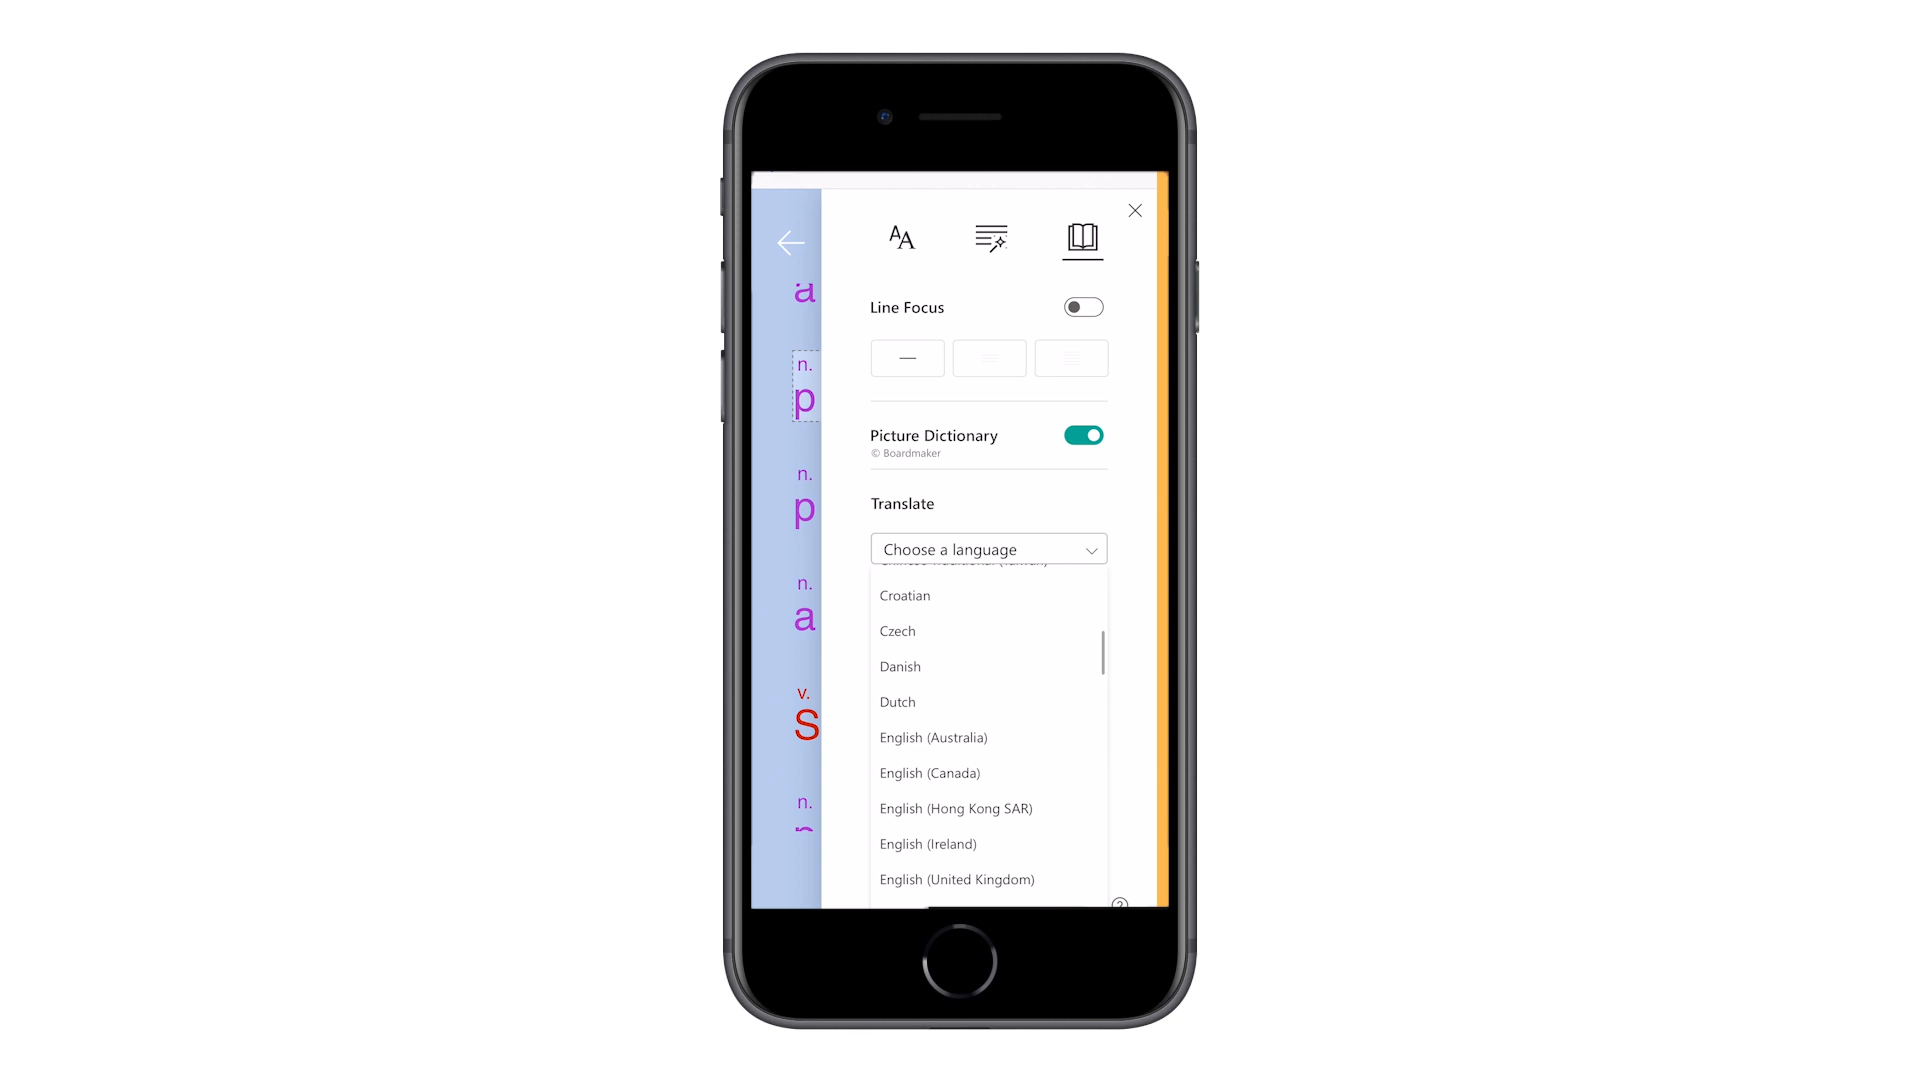 AA
a
Line Focus
n.
p
Picture Dictionary
© Boardmaker
n.
p
Translate
Choose a language
n.
a
Croatian
Czech
Danish
Dutch
v.
S
English (Australia)
English (Canada)
n.
English (Hong Kong SAR)
English (Ireland)
English (United Kingdom)
?